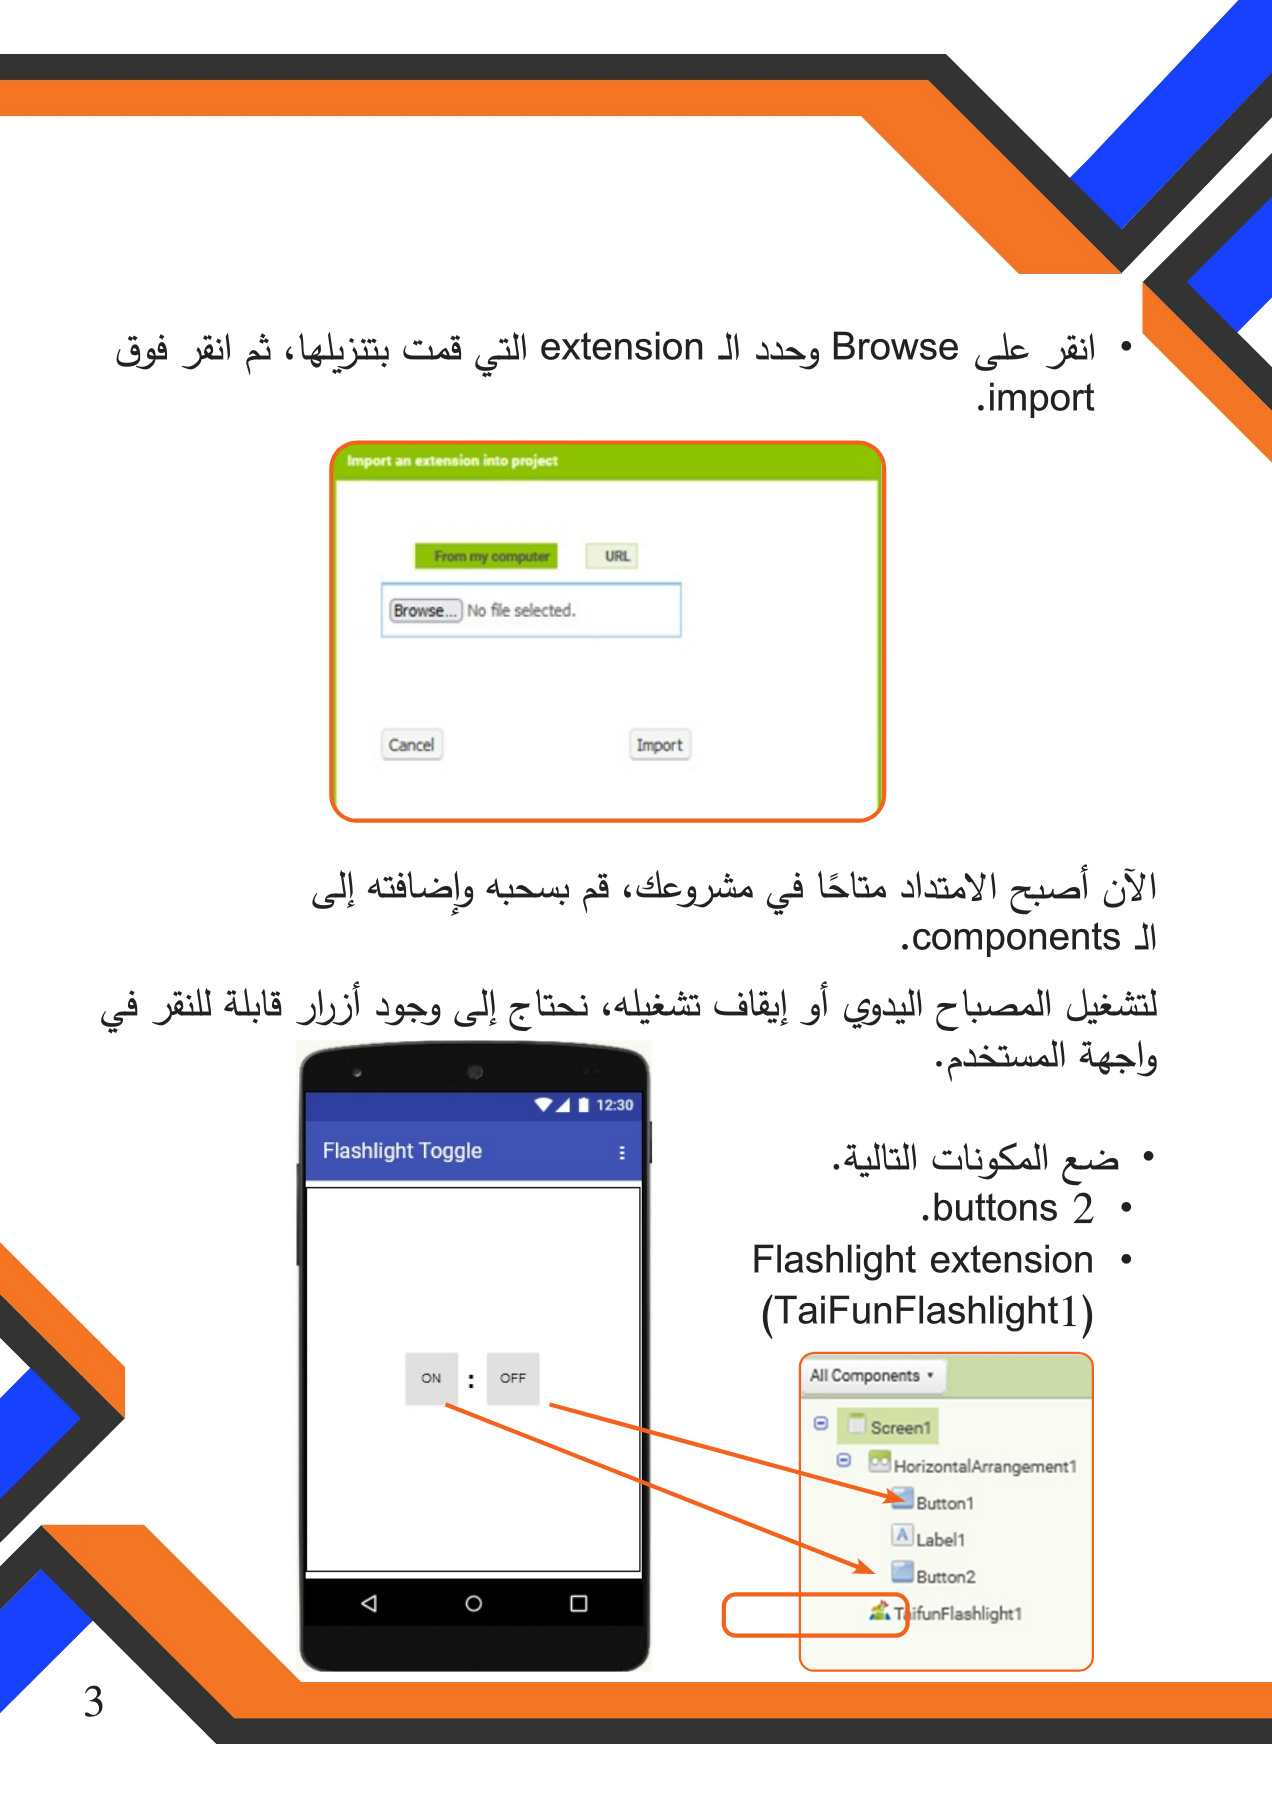 • انقر على Browse وحدد الـ extension التي قمت بتنزيلها، ثم انقر فوق
import.
Import an extension into project
From my computer
URL
Browse... No file selected.
Cancel
Import
الآن أصبح الامتداد متاحًا في مشروعك، قم بسحبه وإضافته إلى
الـ components.
لتشغيل المصباح اليدوي أو إيقاف تشغيله، نحتاج إلى وجود أزرار قابلة للنقر في
واجهة المستخدم.
12:30
Flashlight Toggle
ON : OFF
• ضع المكونات التالية.
• 2 buttons.
• Flashlight extension
(TaiFunFlashlight1)
All Components
Screen1
HorizontalArrangement1
Button1
A Label1
Button2
TaifunFlashlight1
3